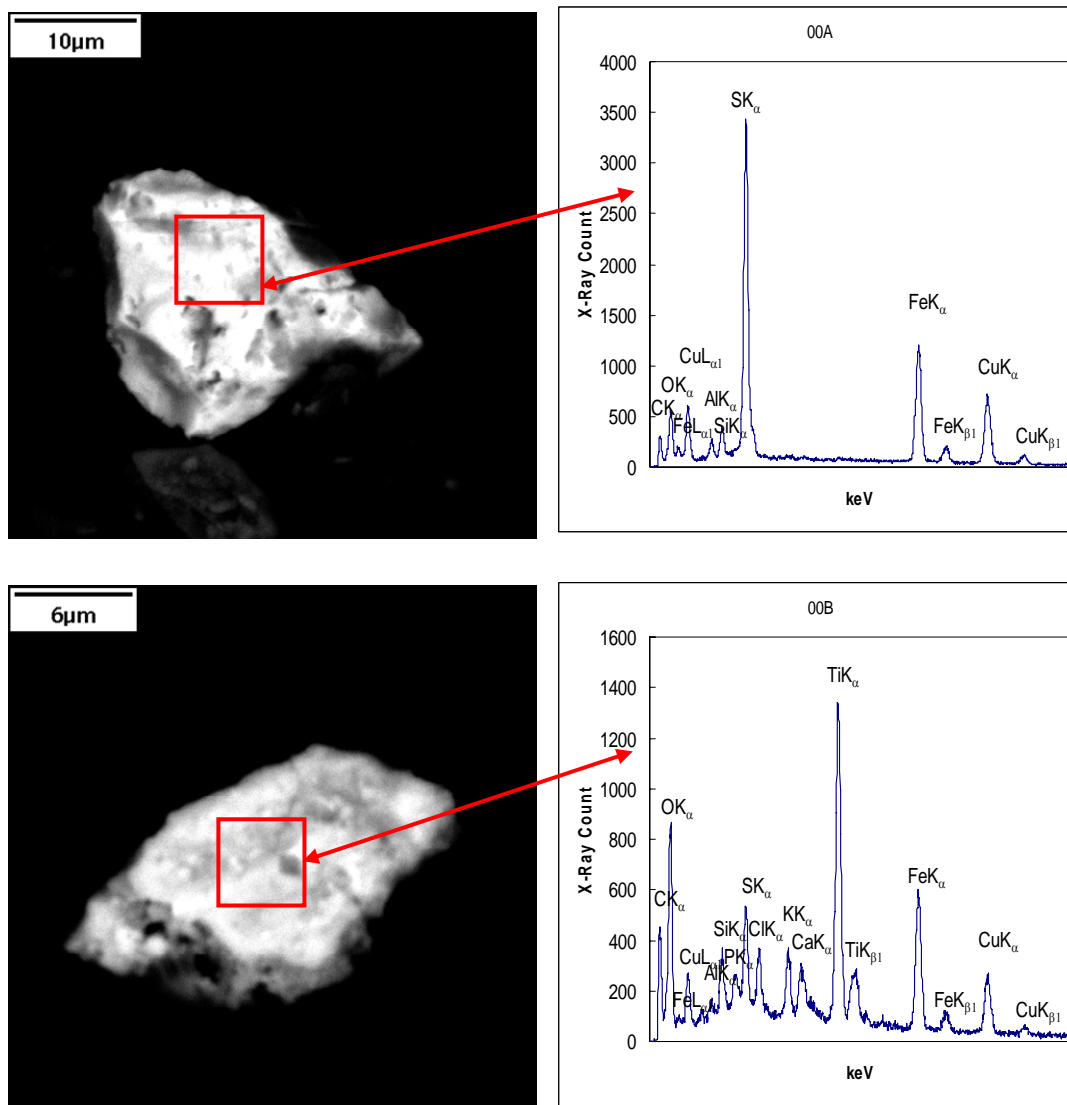 10µm
00A
4000
3500
3000
2500
2000
1500
1000
500
0
X-Ray Count
SKα
FeKα
CuLα1
CuKα
OKα
AlKα
CKα
FeLα1 SiKα
FeKβ1
CuKβ1
keV
6µm
00B
1600
1400
1200
1000
800
600
400
200
0
X-Ray Count
TiKα
OKα
SKα
FeKα
CKα
SiKα ClKα KKα
CaKα
CuKα
TiKβ1
CuLα1 PKα
AlKα
FeLα
FeKβ1
CuKβ1
keV